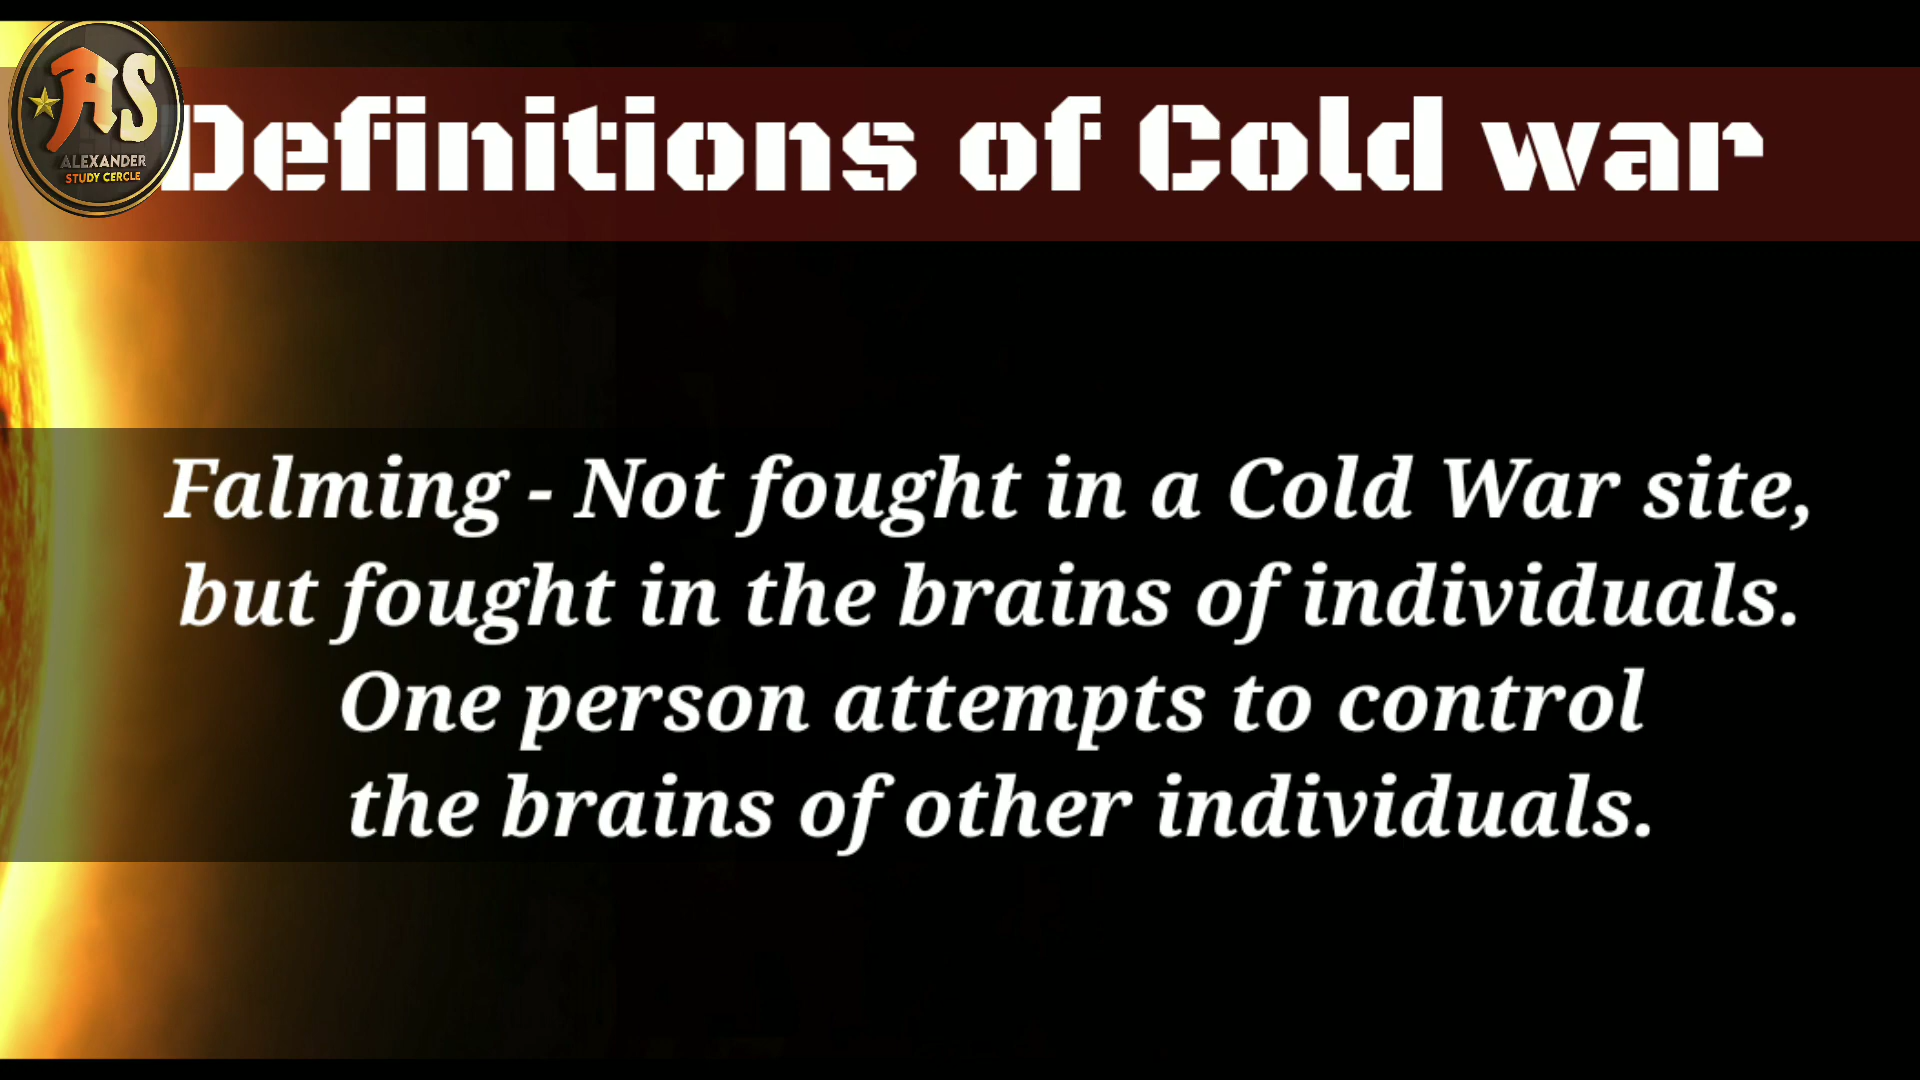 AS
ALEXANDER
STUDY CERCLE
Definitions of Cold war
Falming - Not fought in a Cold War site,
but fought in the brains of individuals.
One person attempts to control
the brains of other individuals.